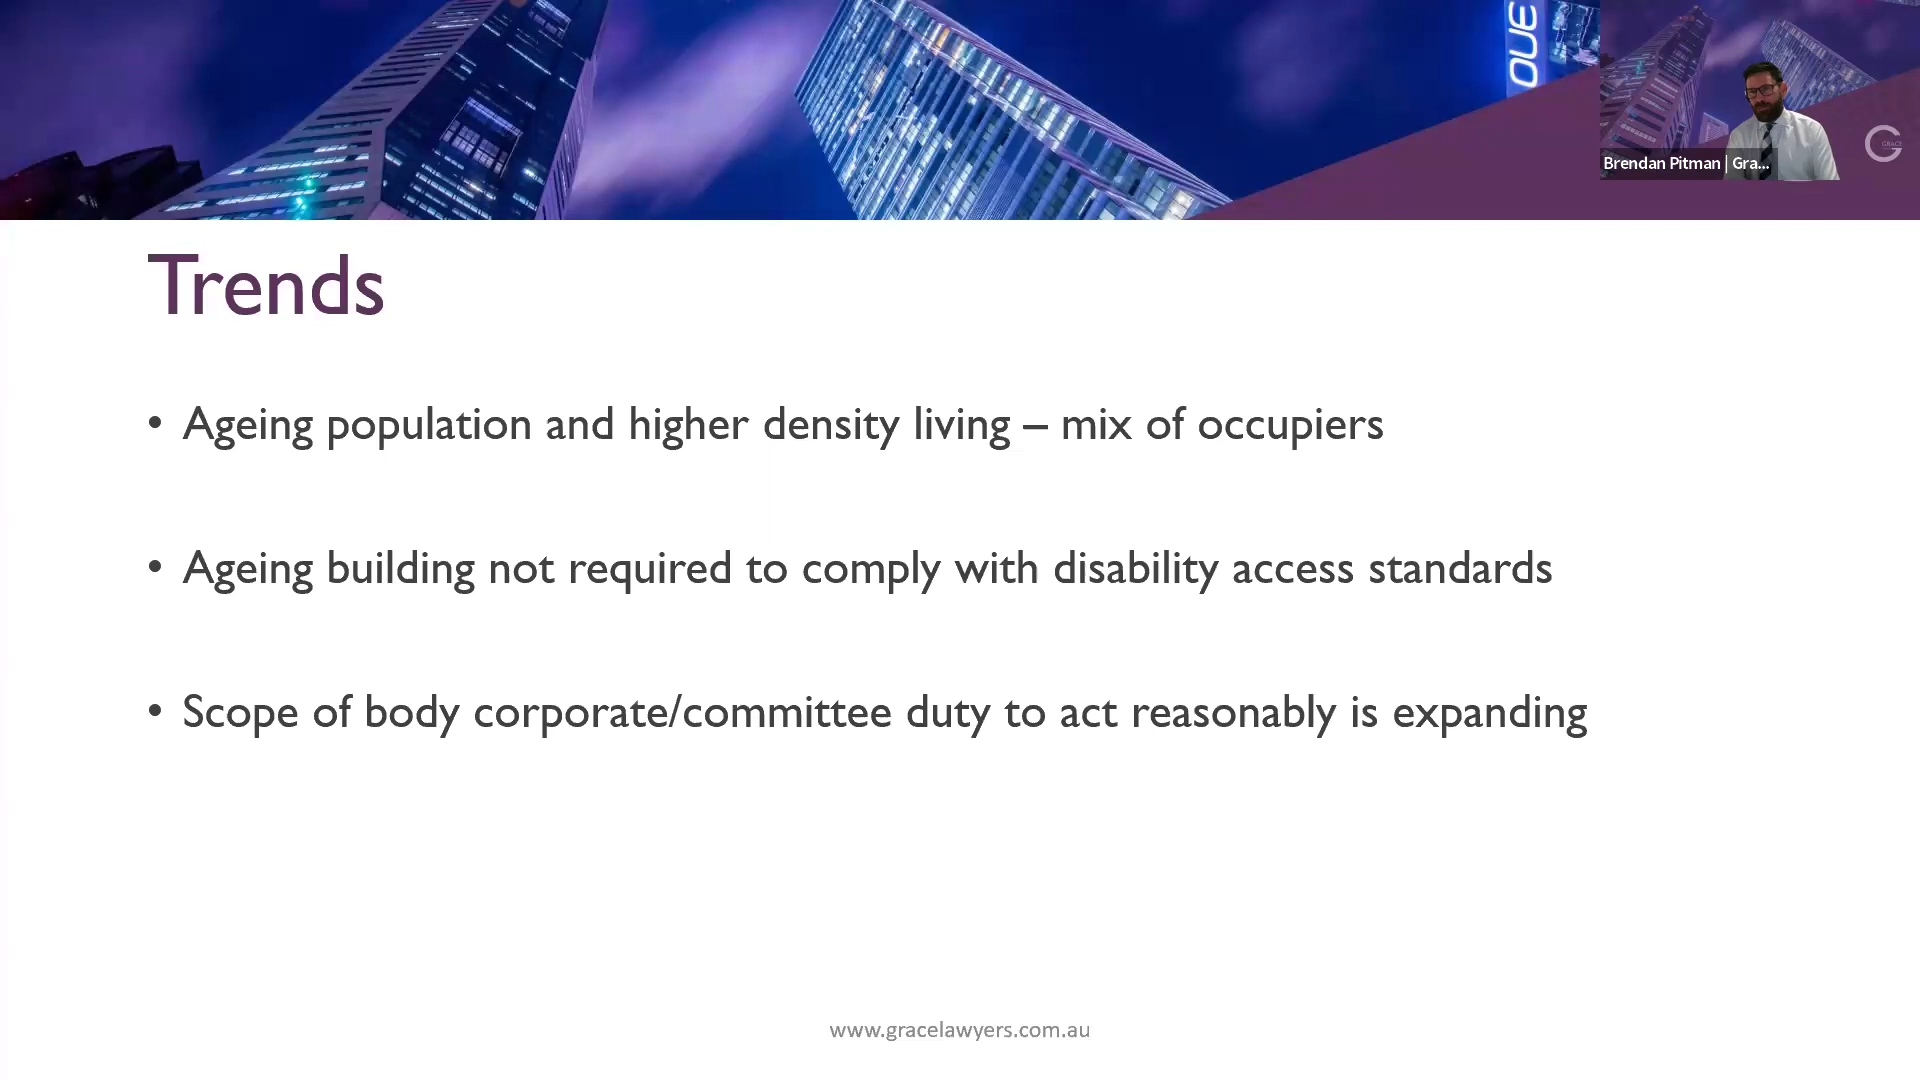 OUE
Brendan Pitman | Gra...
GRACE
Trends
• Ageing population and higher density living – mix of occupiers
• Ageing building not required to comply with disability access standards
• Scope of body corporate/committee duty to act reasonably is expanding
www.gracelawyers.com.au